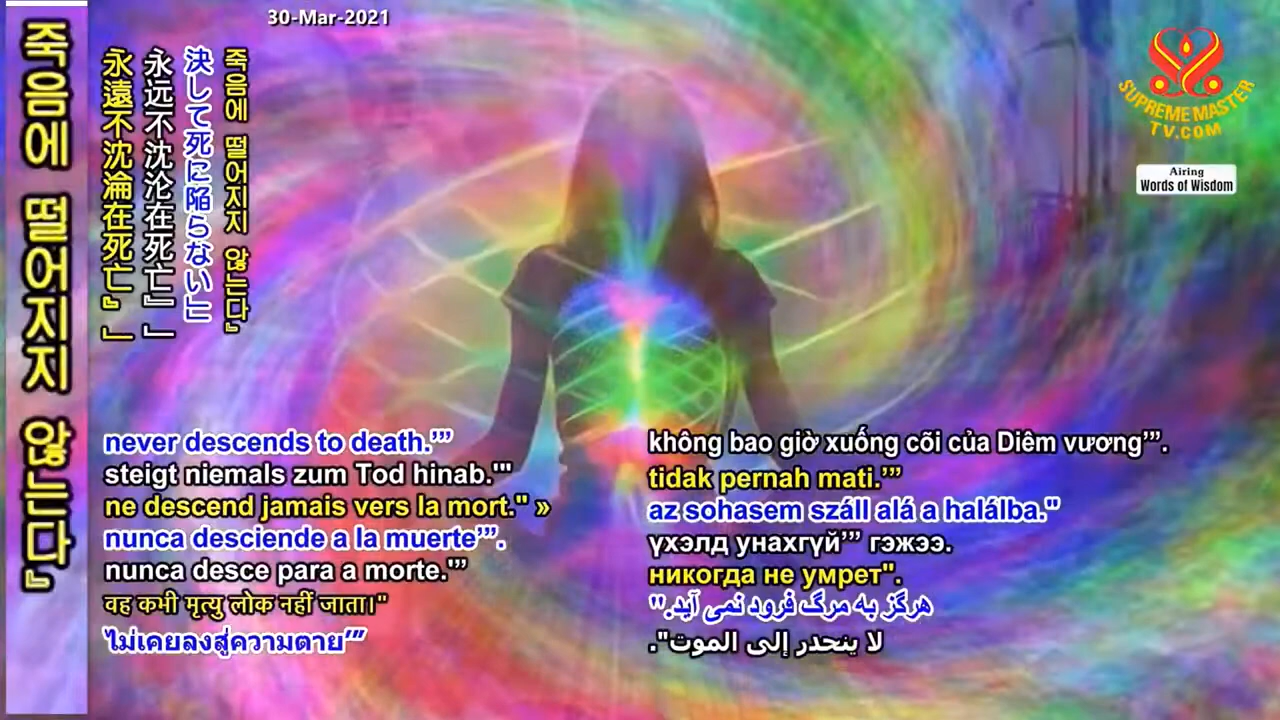 30-Mar-2021
죽음에 떨어지지 않는다』
죽음에 떨어지지 않는다』
決して死に陥らない」」
永远不沈沦在死亡』」
永遠不沈淪在死亡』」
SUPREME MASTER
TV.COM
Airing
Words of Wisdom
never descends to death.’”
steigt niemals zum Tod hinab.'"
ne descend jamais vers la mort." »
nunca desciende a la muerte’”.
nunca desce para a morte.’”
वह कभी मृत्यु लोक नहीं जाता।"
ไม่เคยลงสู่ความตาย’”
không bao giờ xuống cõi của Diêm vương’”.
tidak pernah mati.’”
az sohasem száll alá a halálba."
үхэлд унахгүй’” гэжээ.
никогда не умрет".
هرگز به مرگ فرود نمی آید."
لا ينحدر إلى الموت".